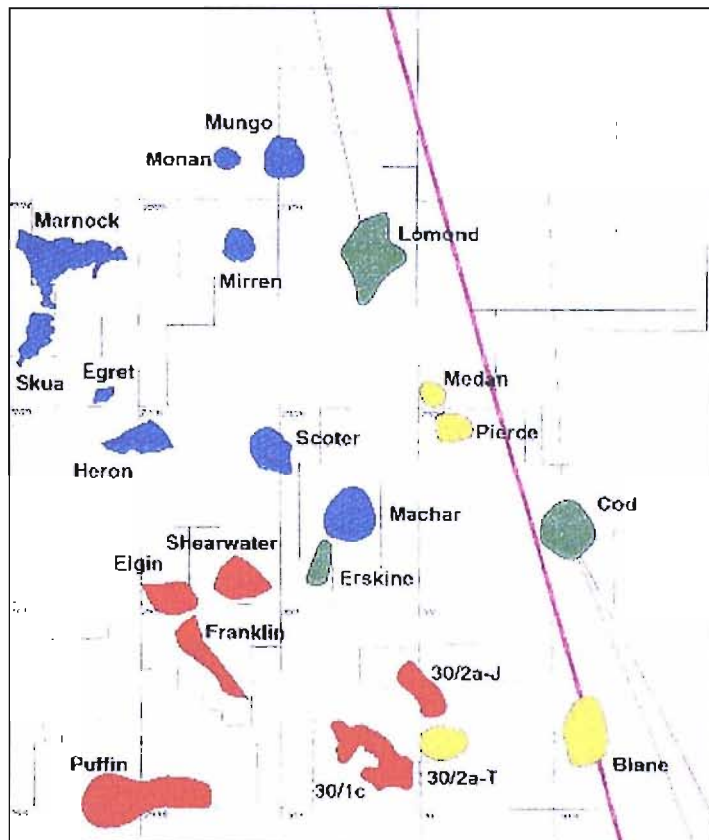 Mungo
Monan
Marnock
Lomond
Mirren
Skua
Egret
Medan
Pierde
Heron
Scoter
Cod
Machar
Shearwater
Elgin
Erskine
Franklin
30/2a-J
Puffin
30/1c
30/2a-T
Blane